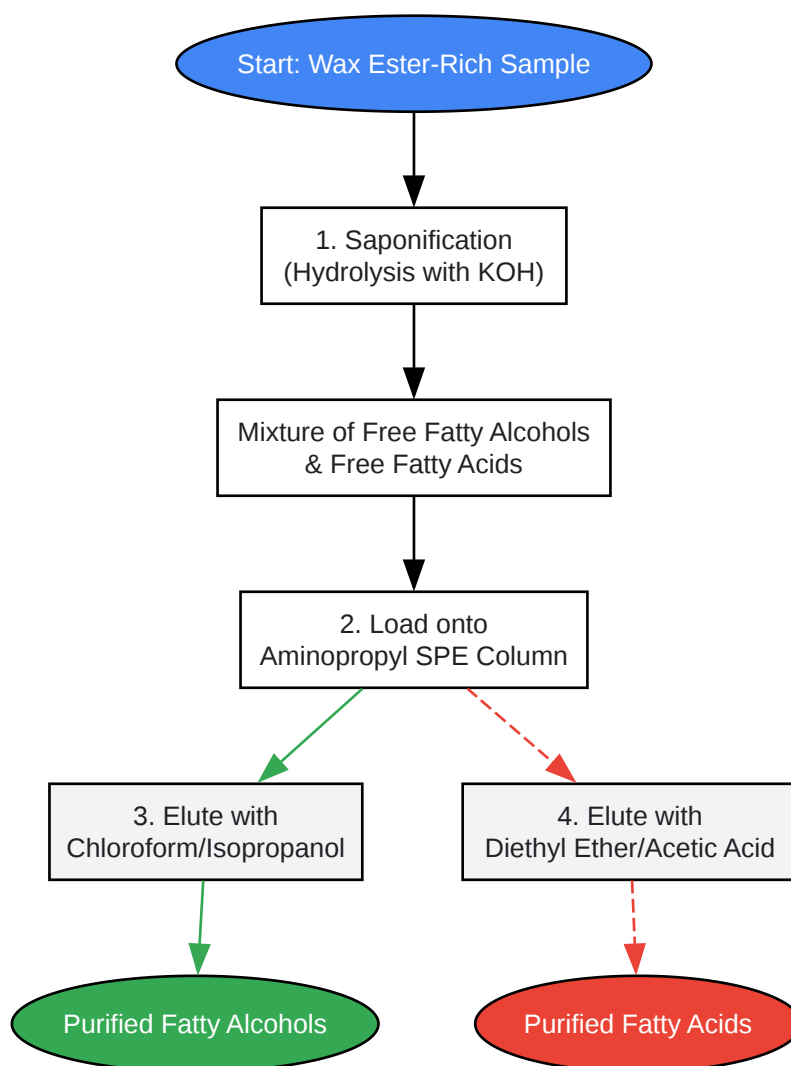 Start: Wax Ester-Rich Sample
1. Saponification
(Hydrolysis with KOH)
Mixture of Free Fatty Alcohols
& Free Fatty Acids
2. Load onto
Aminopropyl SPE Column
3. Elute with
Chloroform/Isopropanol
4. Elute with
Diethyl Ether/Acetic Acid
Purified Fatty Alcohols
Purified Fatty Acids